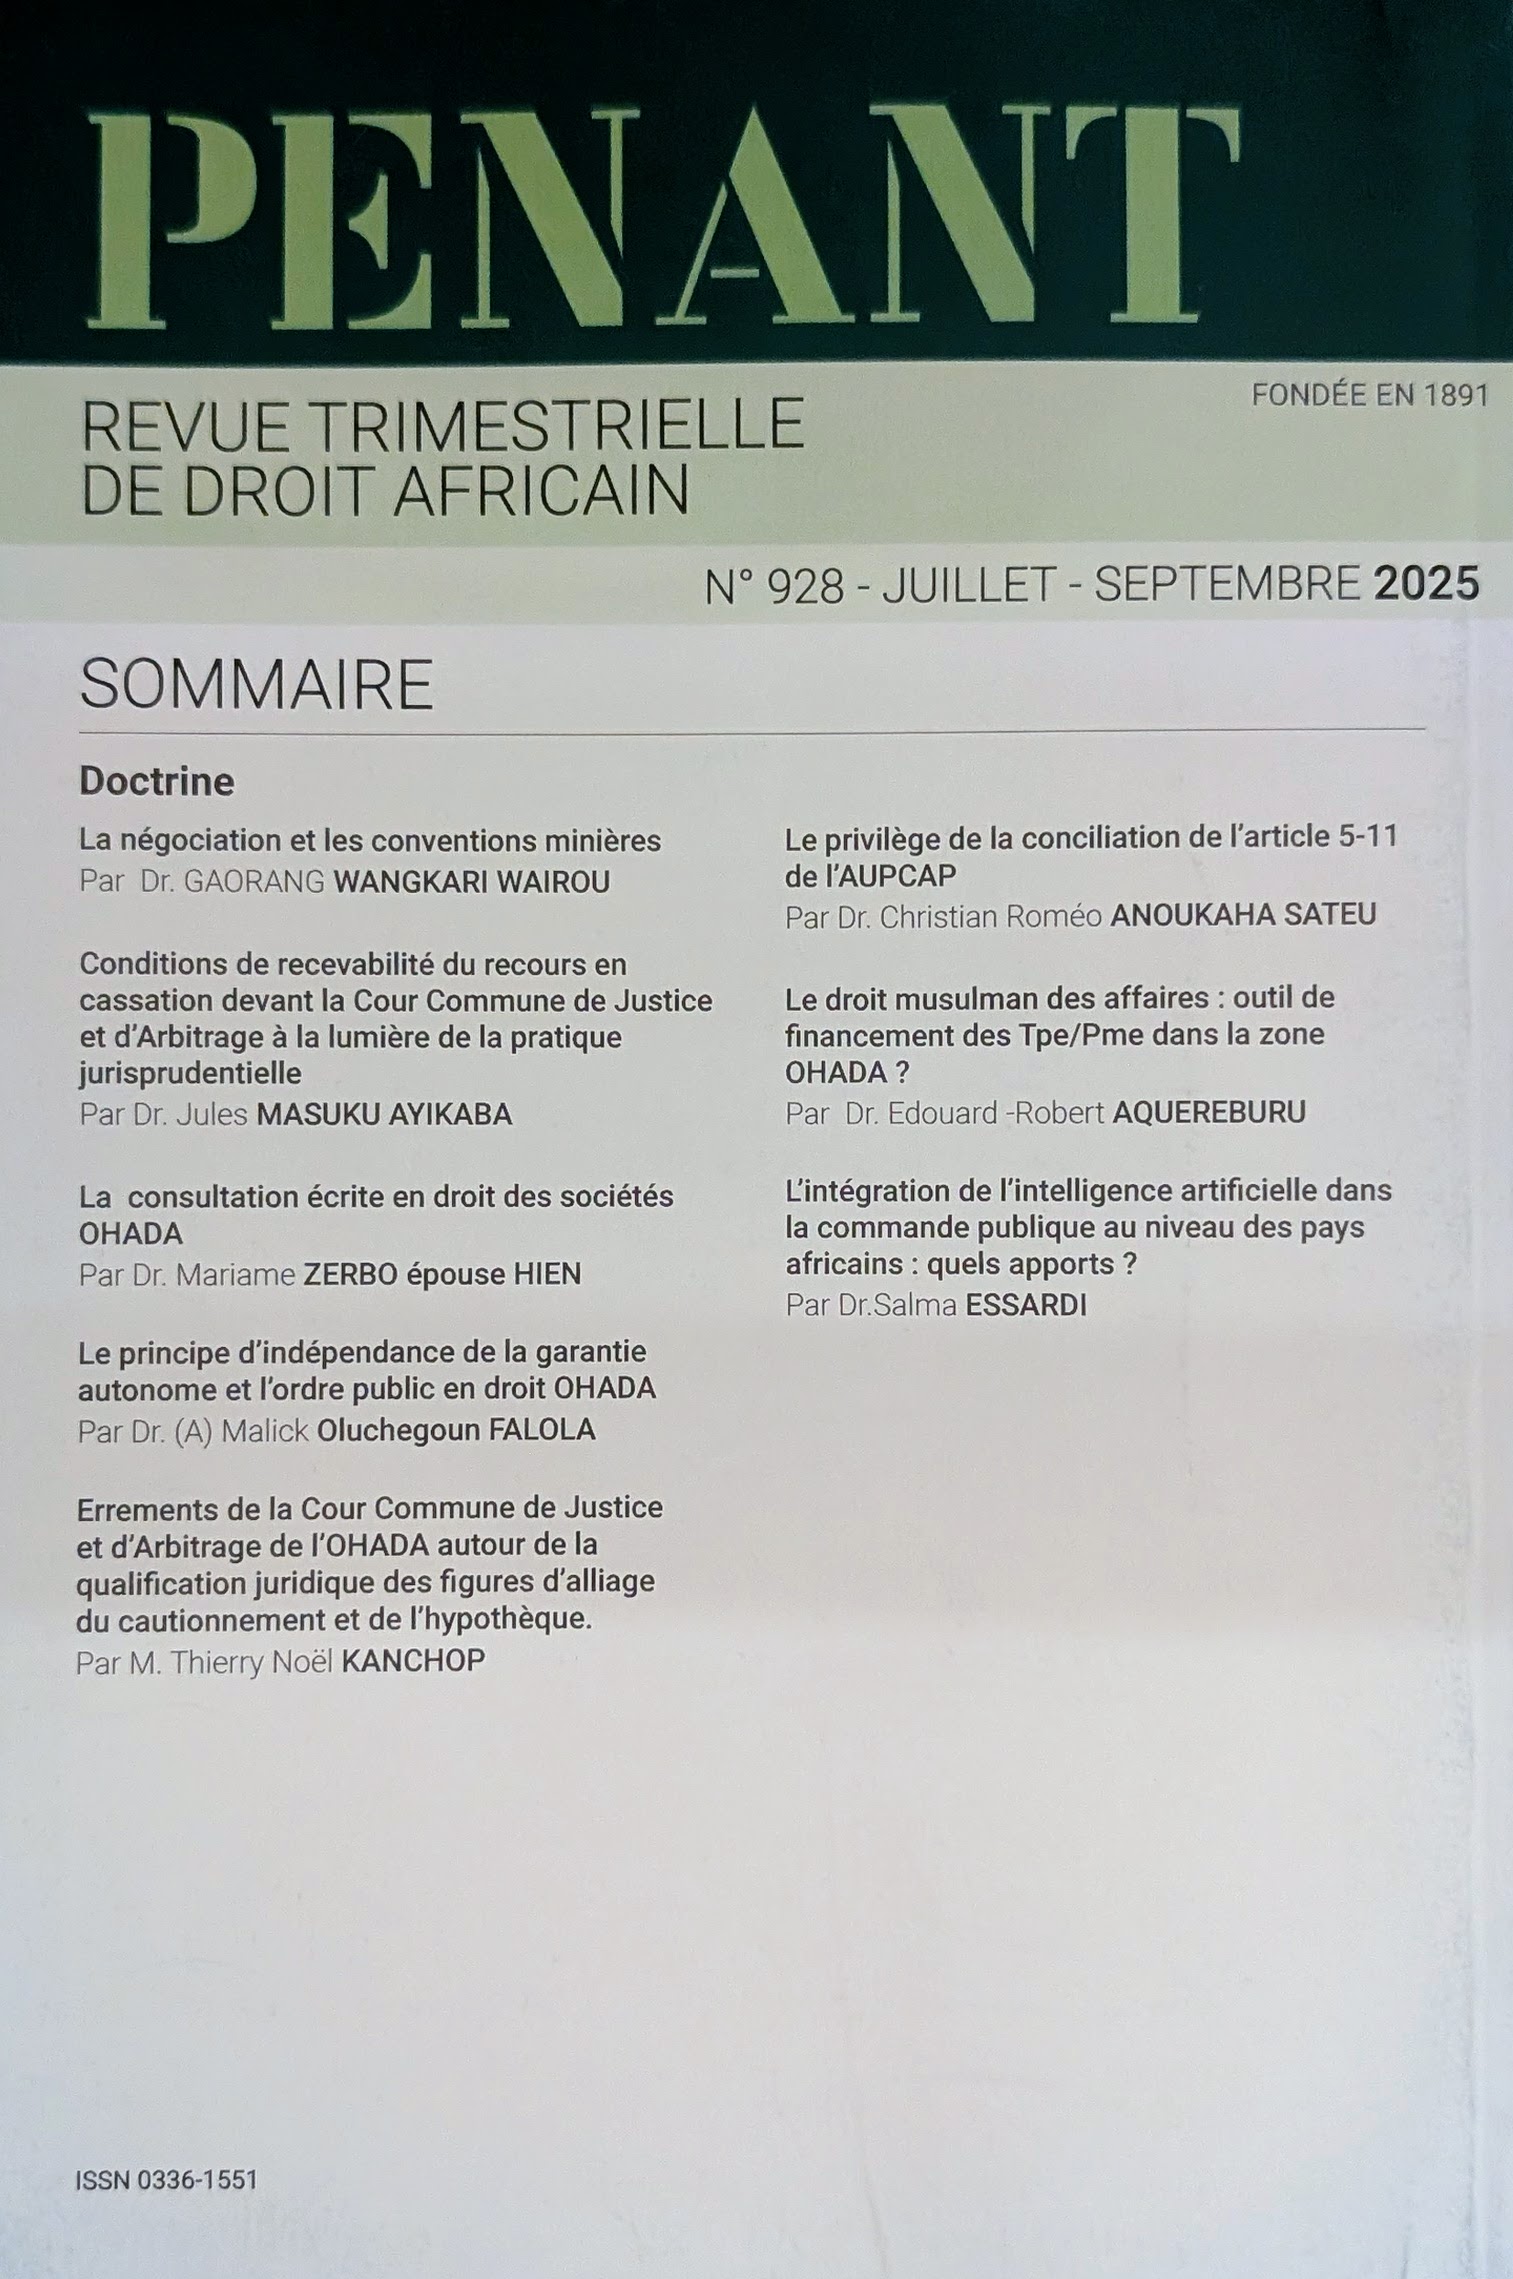 PENANT
FONDÉE EN 1891
REVUE TRIMESTRIELLE
DE DROIT AFRICAIN
N° 928 - JUILLET - SEPTEMBRE 2025
SOMMAIRE
Doctrine
La négociation et les conventions minières
Par Dr. GAORANG WANGKARI WAIROU
Conditions de recevabilité du recours en
cassation devant la Cour Commune de Justice
et d'Arbitrage à la lumière de la pratique
jurisprudentielle
Par Dr. Jules MASUKU AYIKABA
La consultation écrite en droit des sociétés
OHADA
Par Dr. Mariame ZERBO épouse HIEN
Le principe d'indépendance de la garantie
autonome et l'ordre public en droit OHADA
Par Dr. (A) Malick Oluchegoun FALOLA
Errements de la Cour Commune de Justice
et d'Arbitrage de l'OHADA autour de la
qualification juridique des figures d'alliage
du cautionnement et de l'hypothèque.
Par M. Thierry Noël KANCHOP
Le privilège de la conciliation de l'article 5-11
de l'AUPCAP
Par Dr. Christian Roméo ANOUKAHA SATEU
Le droit musulman des affaires : outil de
financement des Tpe/Pme dans la zone
OHADA ?
Par Dr. Edouard -Robert AQUEREBURU
L'intégration de l'intelligence artificielle dans
la commande publique au niveau des pays
africains : quels apports ?
Par Dr.Salma ESSARDI
ISSN 0336-1551